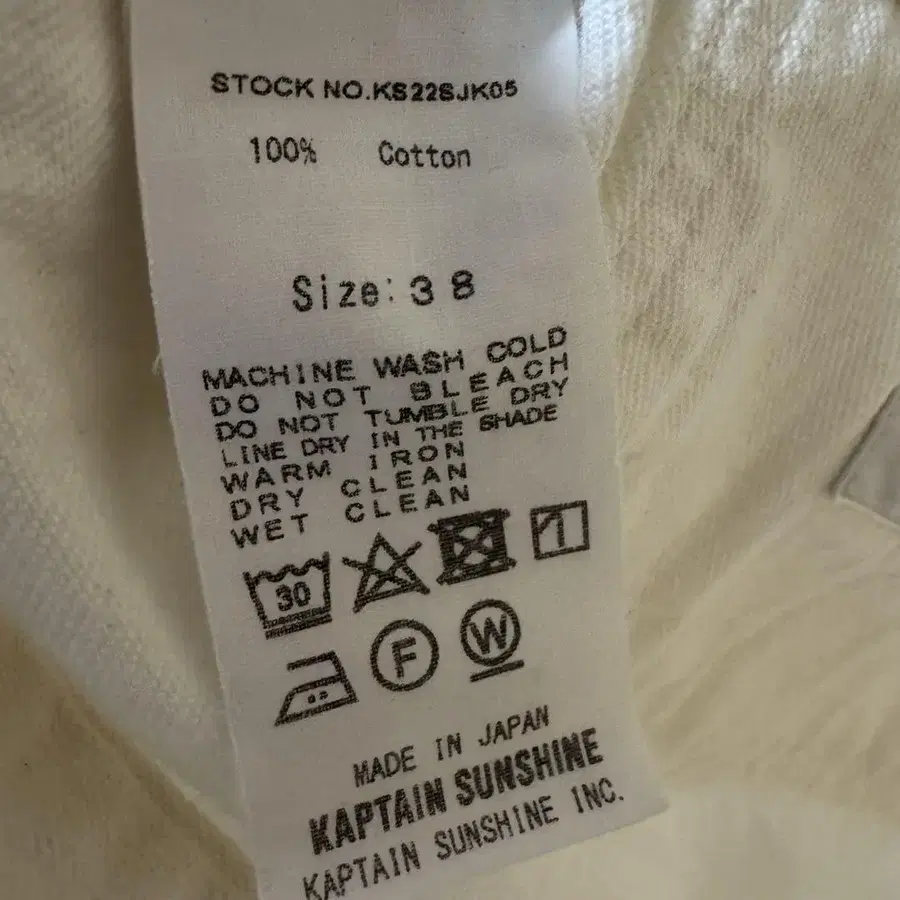 STOCK NO.KS22SJK05
100% Cotton
Size: 38
MACHINE WASH COLD
DO NOT BLEACH
DO NOT TUMBLE DRY
LINE DRY IN THE SHADE
WARM IRON
DRY CLEAN
WET CLEAN
30
F W
MADE IN JAPAN
KAPTAIN SUNSHINE
KAPTAIN SUNSHINE INC.